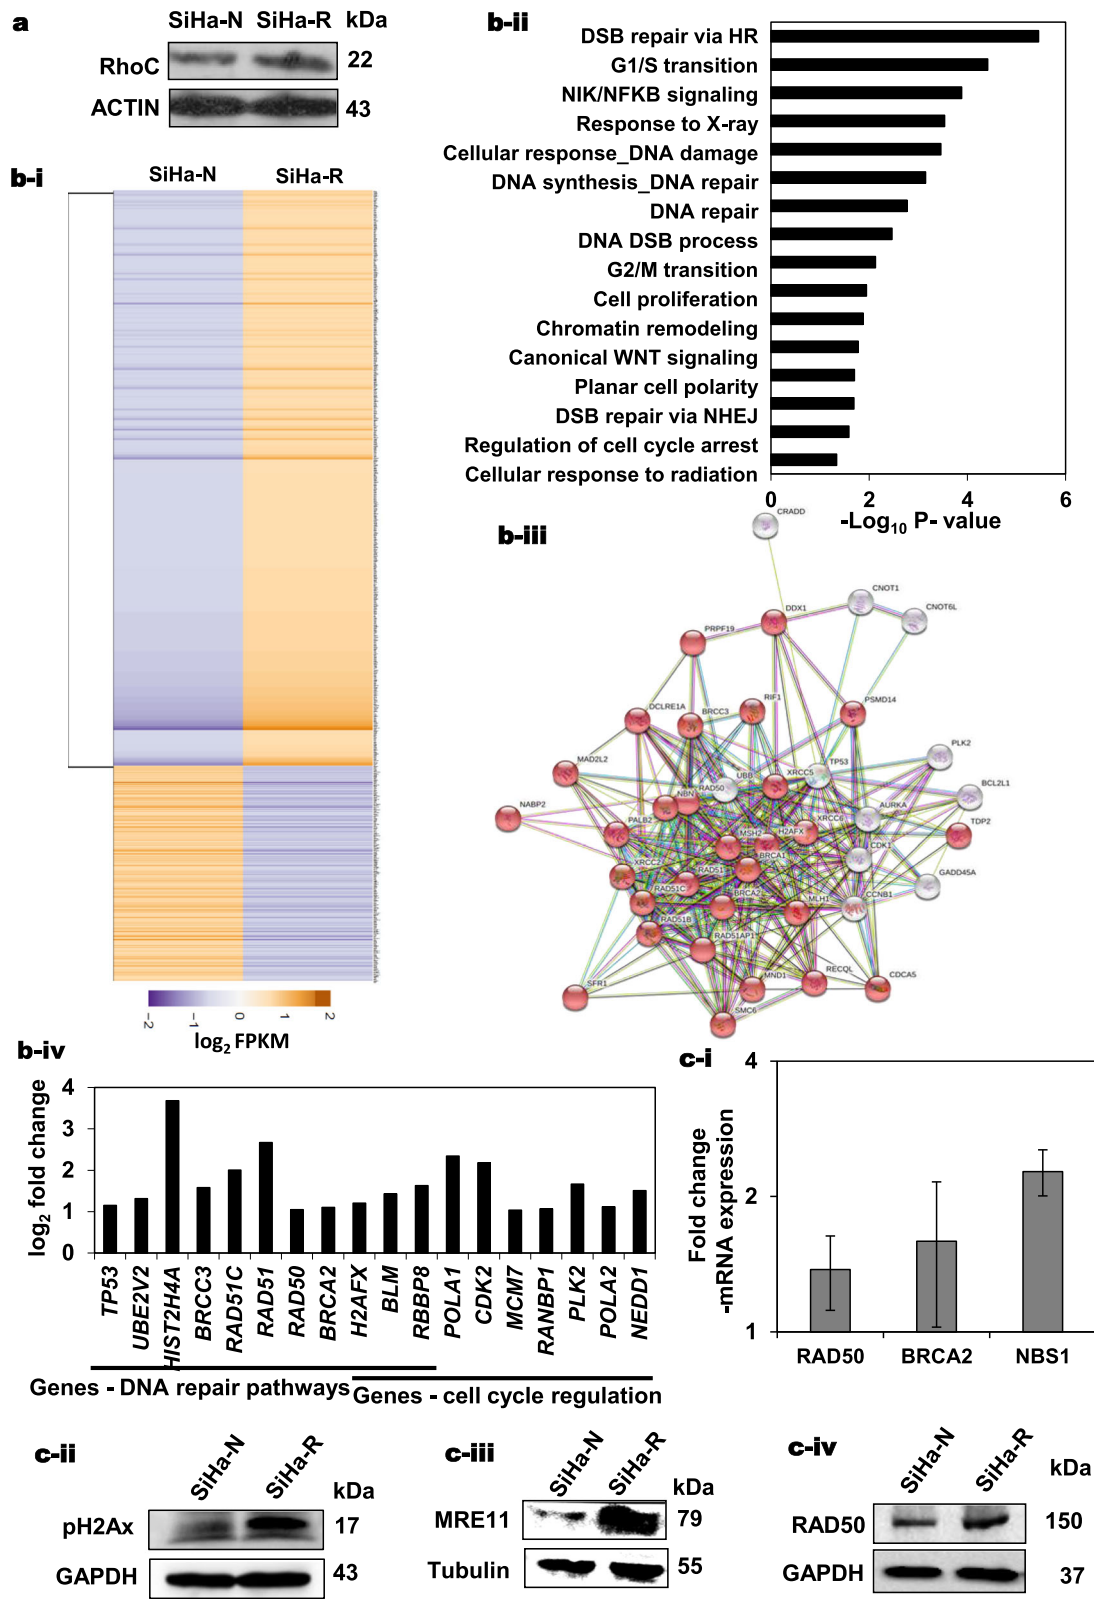 a
SiHa-N SiHa-R kDa
RhoC 22
ACTIN 43
b-i
SiHa-N SiHa-R
-2 -1 0 1 2
log2 FPKM
b-ii
DSB repair via HR
G1/S transition
NIK/NFKB signaling
Response to X-ray
Cellular response_DNA damage
DNA synthesis_DNA repair
DNA repair
DNA DSB process
G2/M transition
Cell proliferation
Chromatin remodeling
Canonical WNT signaling
Planar cell polarity
DSB repair via NHEJ
Regulation of cell cycle arrest
Cellular response to radiation
0 2 4 6
-Log10 P- value
b-iii
CRADD
CNOT1
CNOT6L
DDX1
PRPF19
DCLRE1A
BRCC3
RIF1
PSMD14
PLK2
MAD2L2
UBB
TP53
XRCC5
RAD50
NBN
BCL2L1
NABP2
AURKA
TDP2
PALB2
XRCC6
H2AFX
MSH2
CDK1
BRCA1
XRCC2
RAD51
GADD45A
RAD51C
BRCA2
CCNB1
MLH1
RAD51B
RAD51AP1
MND1
RECQL
CDCA5
SFR1
SMC6
b-iv
log2 fold change
4
3
2
1
0
TP53
UBE2V2
HIST2H4A
BRCC3
RAD51C
RAD51
RAD50
BRCA2
H2AFX
BLM
RBBP8
POLA1
CDK2
MCM7
RANBP1
PLK2
POLA2
NEDD1
Genes - DNA repair pathways
Genes - cell cycle regulation
c-i
Fold change
-mRNA expression
4
2
1
RAD50 BRCA2 NBS1
c-ii
SiHa-N SiHa-R
kDa
pH2Ax 17
GAPDH 43
c-iii
SiHa-N SiHa-R
kDa
MRE11 79
Tubulin 55
c-iv
SiHa-N SiHa-R
kDa
RAD50 150
GAPDH 37